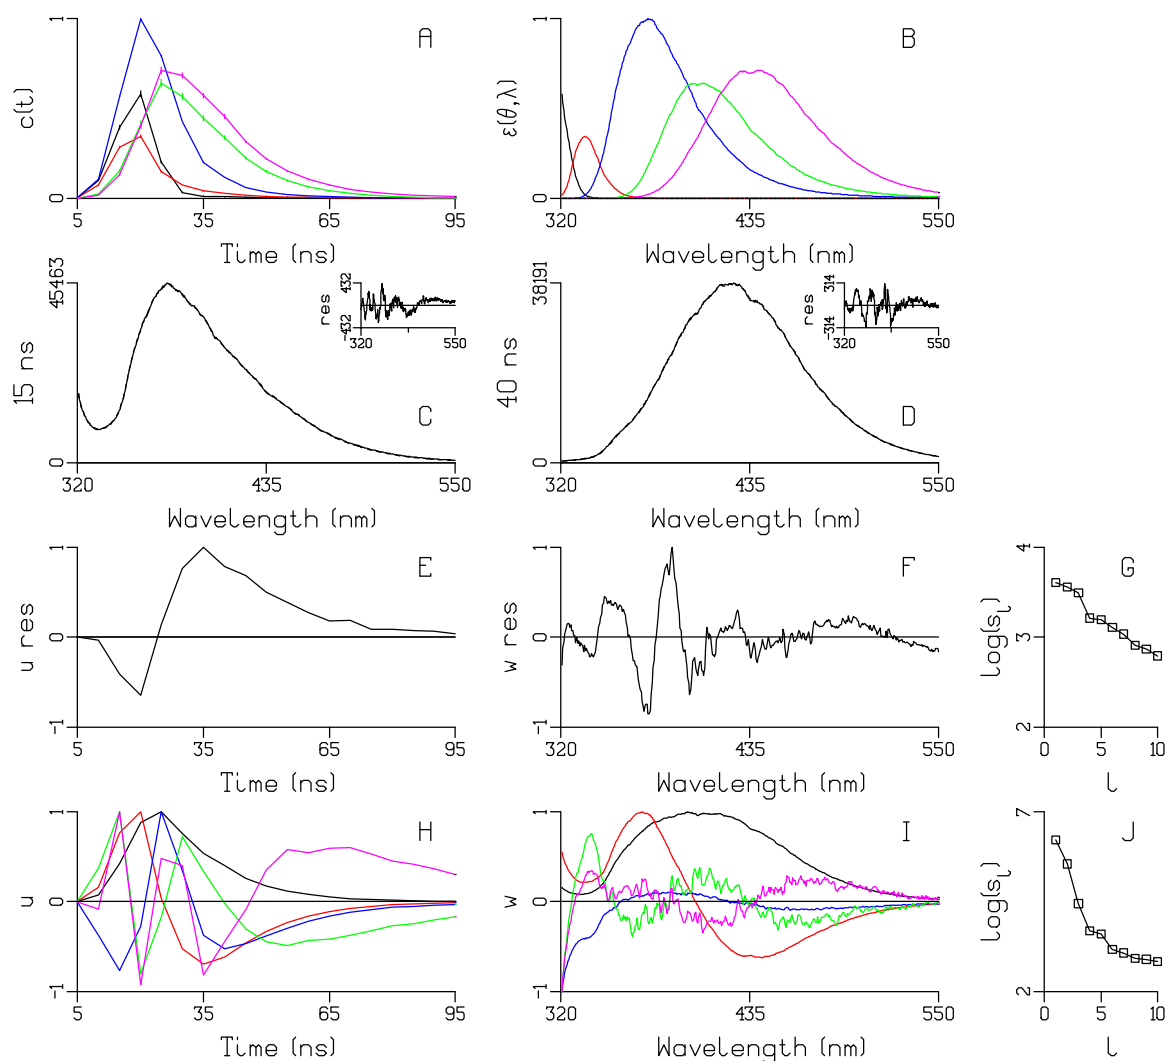 1
A
c(t)
0
5 35 65 95
Time (ns)
1
B
ε(θ,λ)
0
320 435 550
Wavelength (nm)
45463
432
res
-432
320 550
15 ns
C
0
320 435 550
Wavelength (nm)
38191
314
res
-314
320 550
40 ns
D
0
320 435 550
Wavelength (nm)
1
E
u res
0
-1
5 35 65 95
Time (ns)
1
F
w res
0
-1
320 435 550
Wavelength (nm)
4
G
log(s_l)
3
2
0 5 10
l
1
H
u
0
-1
5 35 65 95
Time (ns)
1
I
w
0
-1
320 435 550
Wavelength (nm)
7
J
log(s_l)
2
0 5 10
l